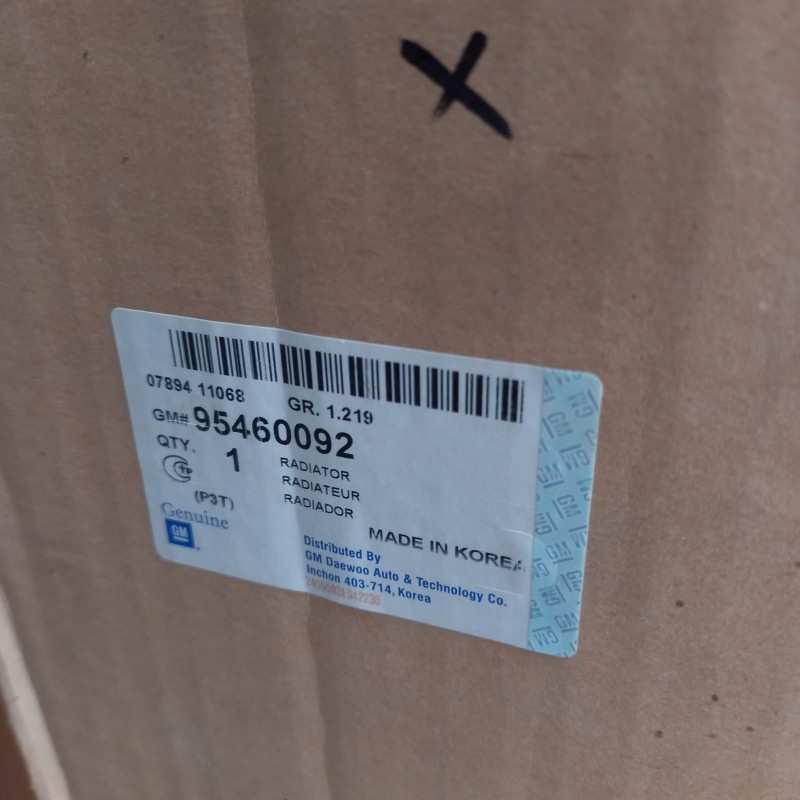 X
07894 11068
GR. 1.219
GM# 95460092
QTY. 1
RADIATOR
RADIATEUR
RADIADOR
(P3T)
Genuine
GM
MADE IN KOREA
Distributed By
GM Daewoo Auto & Technology Co.
Inchon 403-714, Korea